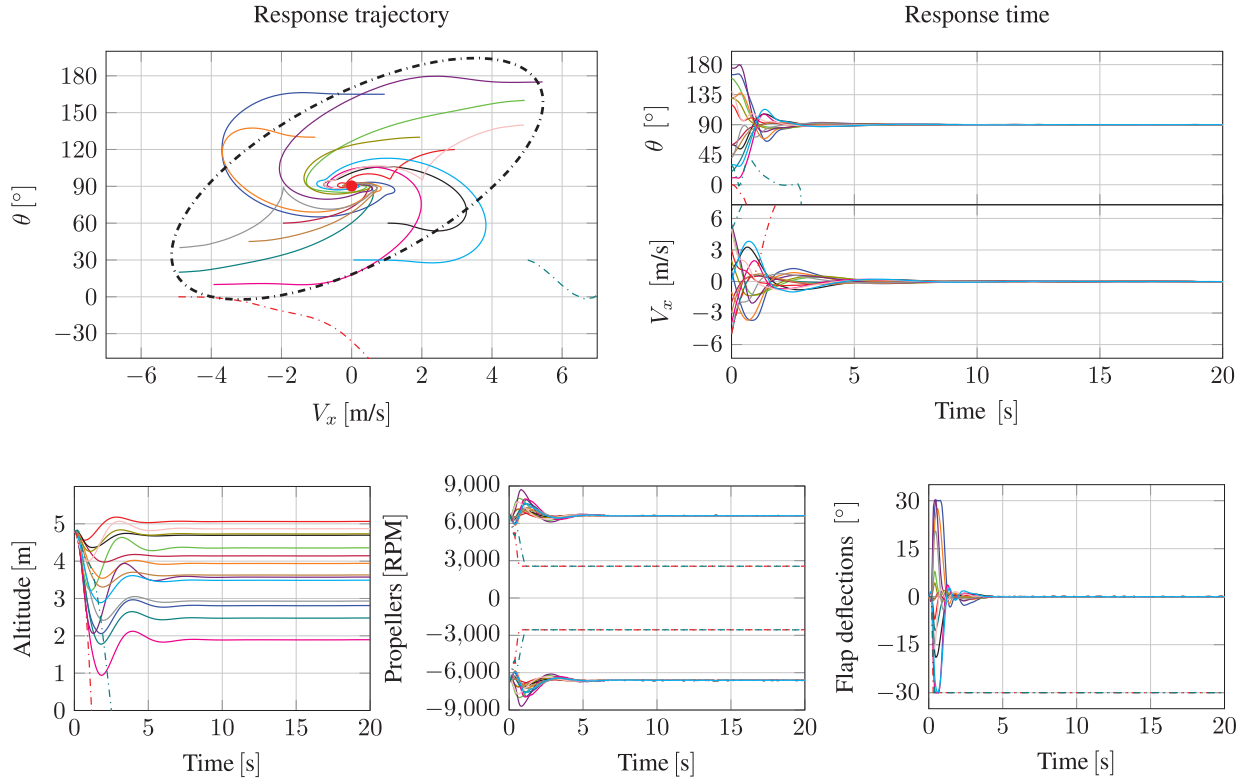 Response trajectory
180
150
120
90
60
30
0
−30
θ [°]
−6 −4 −2 0 2 4 6
V_x [m/s]
Response time
180
135
90
45
0
θ [°]
6
3
0
−3
−6
V_x [m/s]
0 5 10 15 20
Time [s]
5
4
3
2
1
0
Altitude [m]
0 5 10 15 20
Time [s]
9,000
6,000
3,000
0
−3,000
−6,000
−9,000
Propellers [RPM]
0 5 10 15 20
Time [s]
30
15
0
−15
−30
Flap deflections [°]
0 5 10 15 20
Time [s]